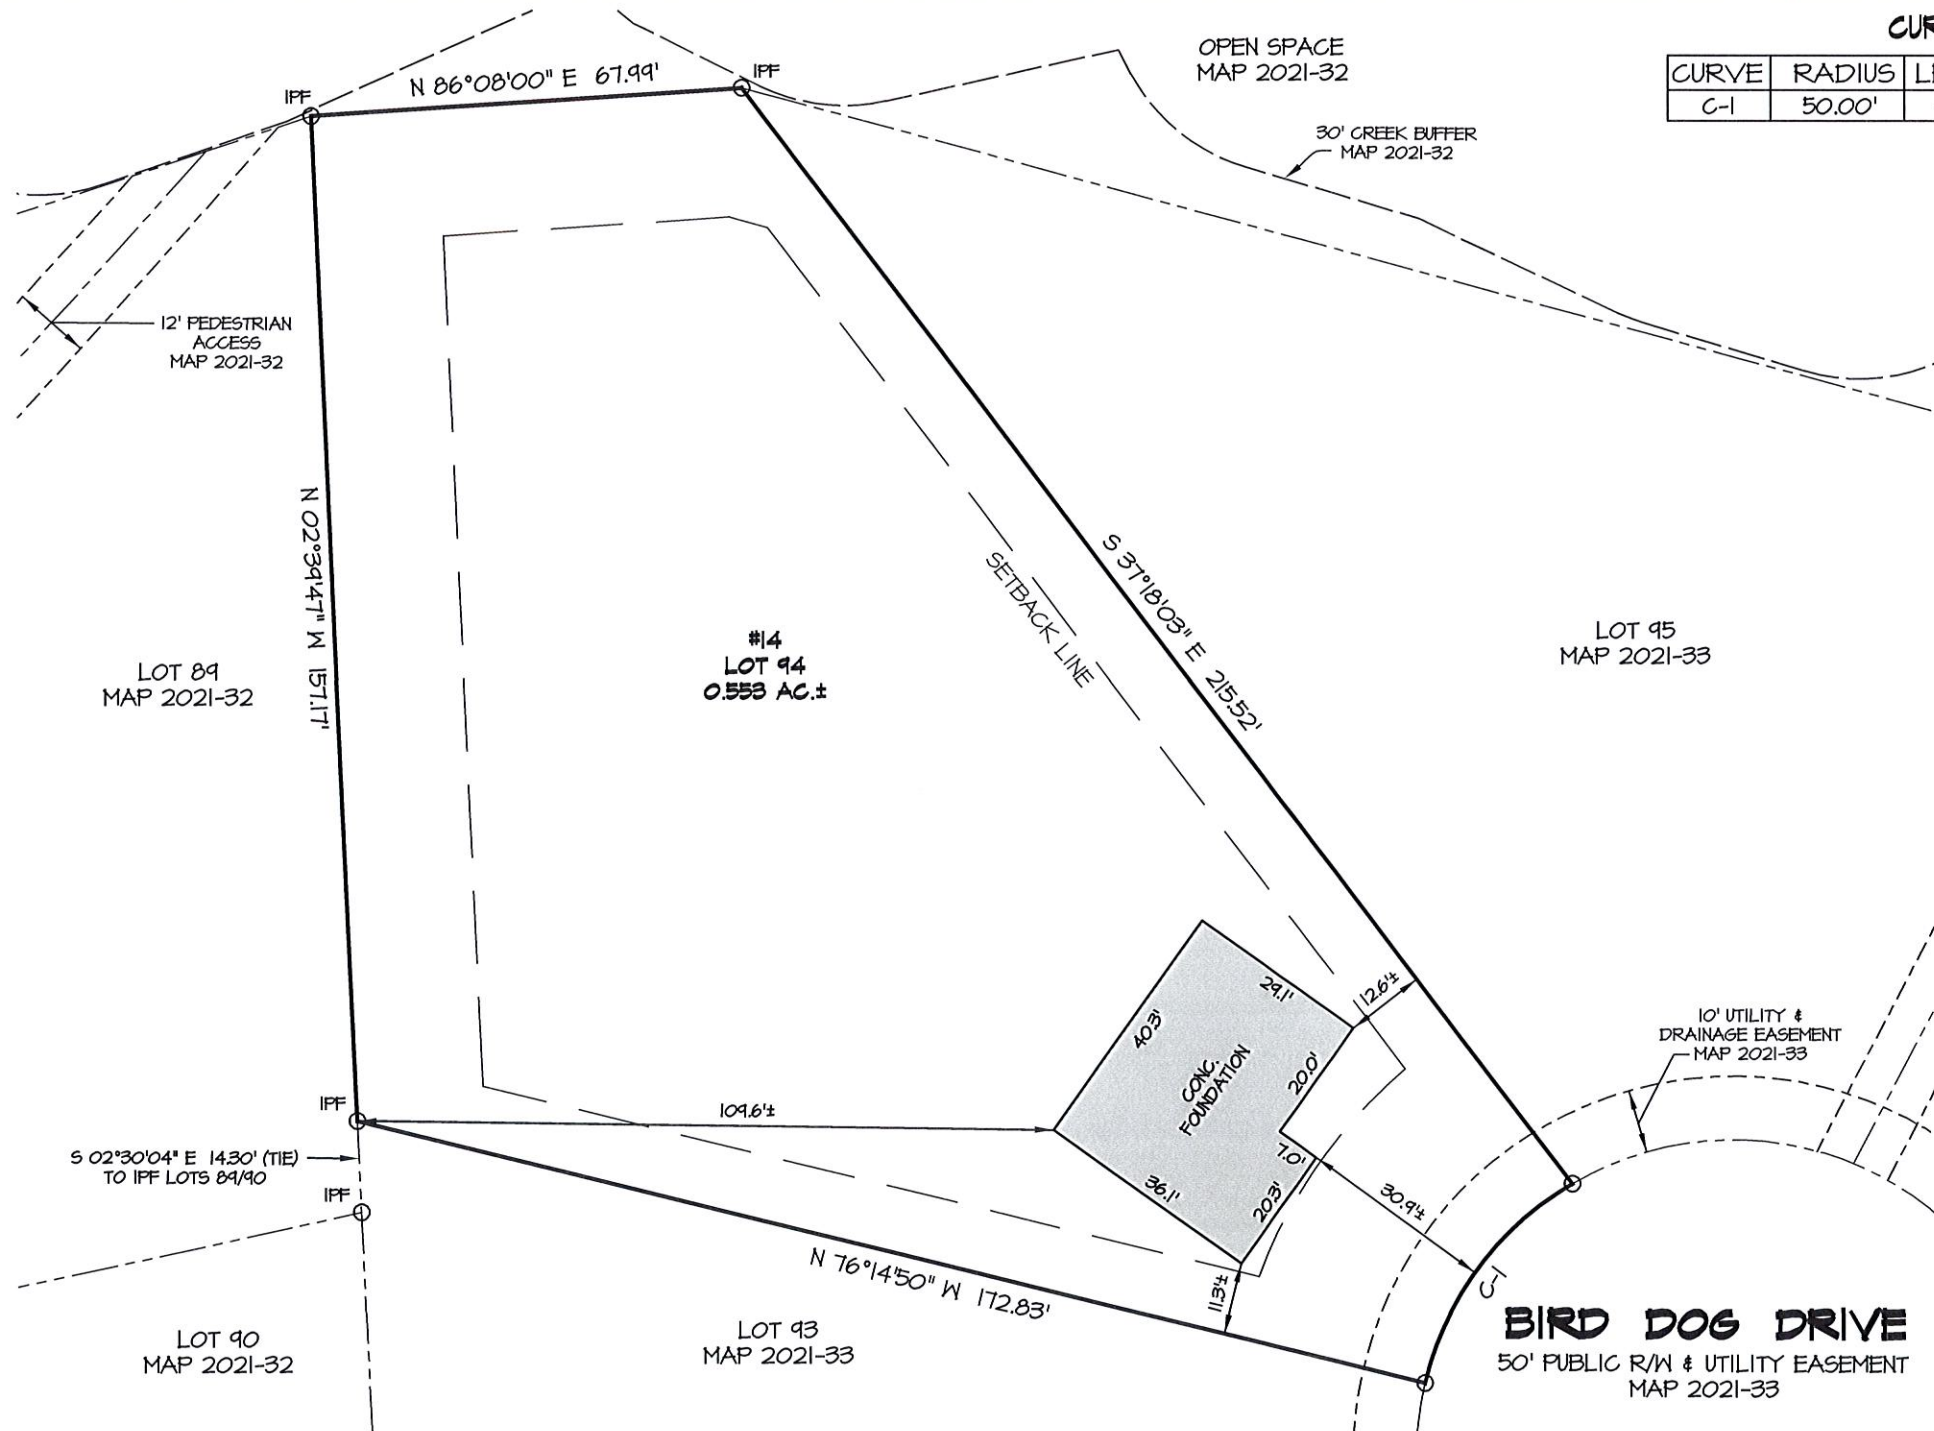 CUR
CURVE RADIUS
C-1 50.00'
OPEN SPACE
MAP 2021-32
30' CREEK BUFFER
MAP 2021-32
IPF
N 86°08'00" E 67.99'
IPF
12' PEDESTRIAN
ACCESS
MAP 2021-32
N 02°39'47" W 157.17'
S 37°18'03" E 215.52'
SETBACK LINE
#14
LOT 94
0.553 AC.±
LOT 89
MAP 2021-32
LOT 95
MAP 2021-33
29.1'
12.6'±
40.3'
CONC.
FOUNDATION
20.0'
7.0'
36.1'
20.3'
30.9'±
11.3'±
10' UTILITY &
DRAINAGE EASEMENT
MAP 2021-33
IPF
109.6'±
S 02°30'04" E 14.30' (TIE)
TO IPF LOTS 89/90
IPF
N 76°14'50" W 172.83'
C-1
LOT 90
MAP 2021-32
LOT 93
MAP 2021-33
BIRD DOG DRIVE
50' PUBLIC R/W & UTILITY EASEMENT
MAP 2021-33